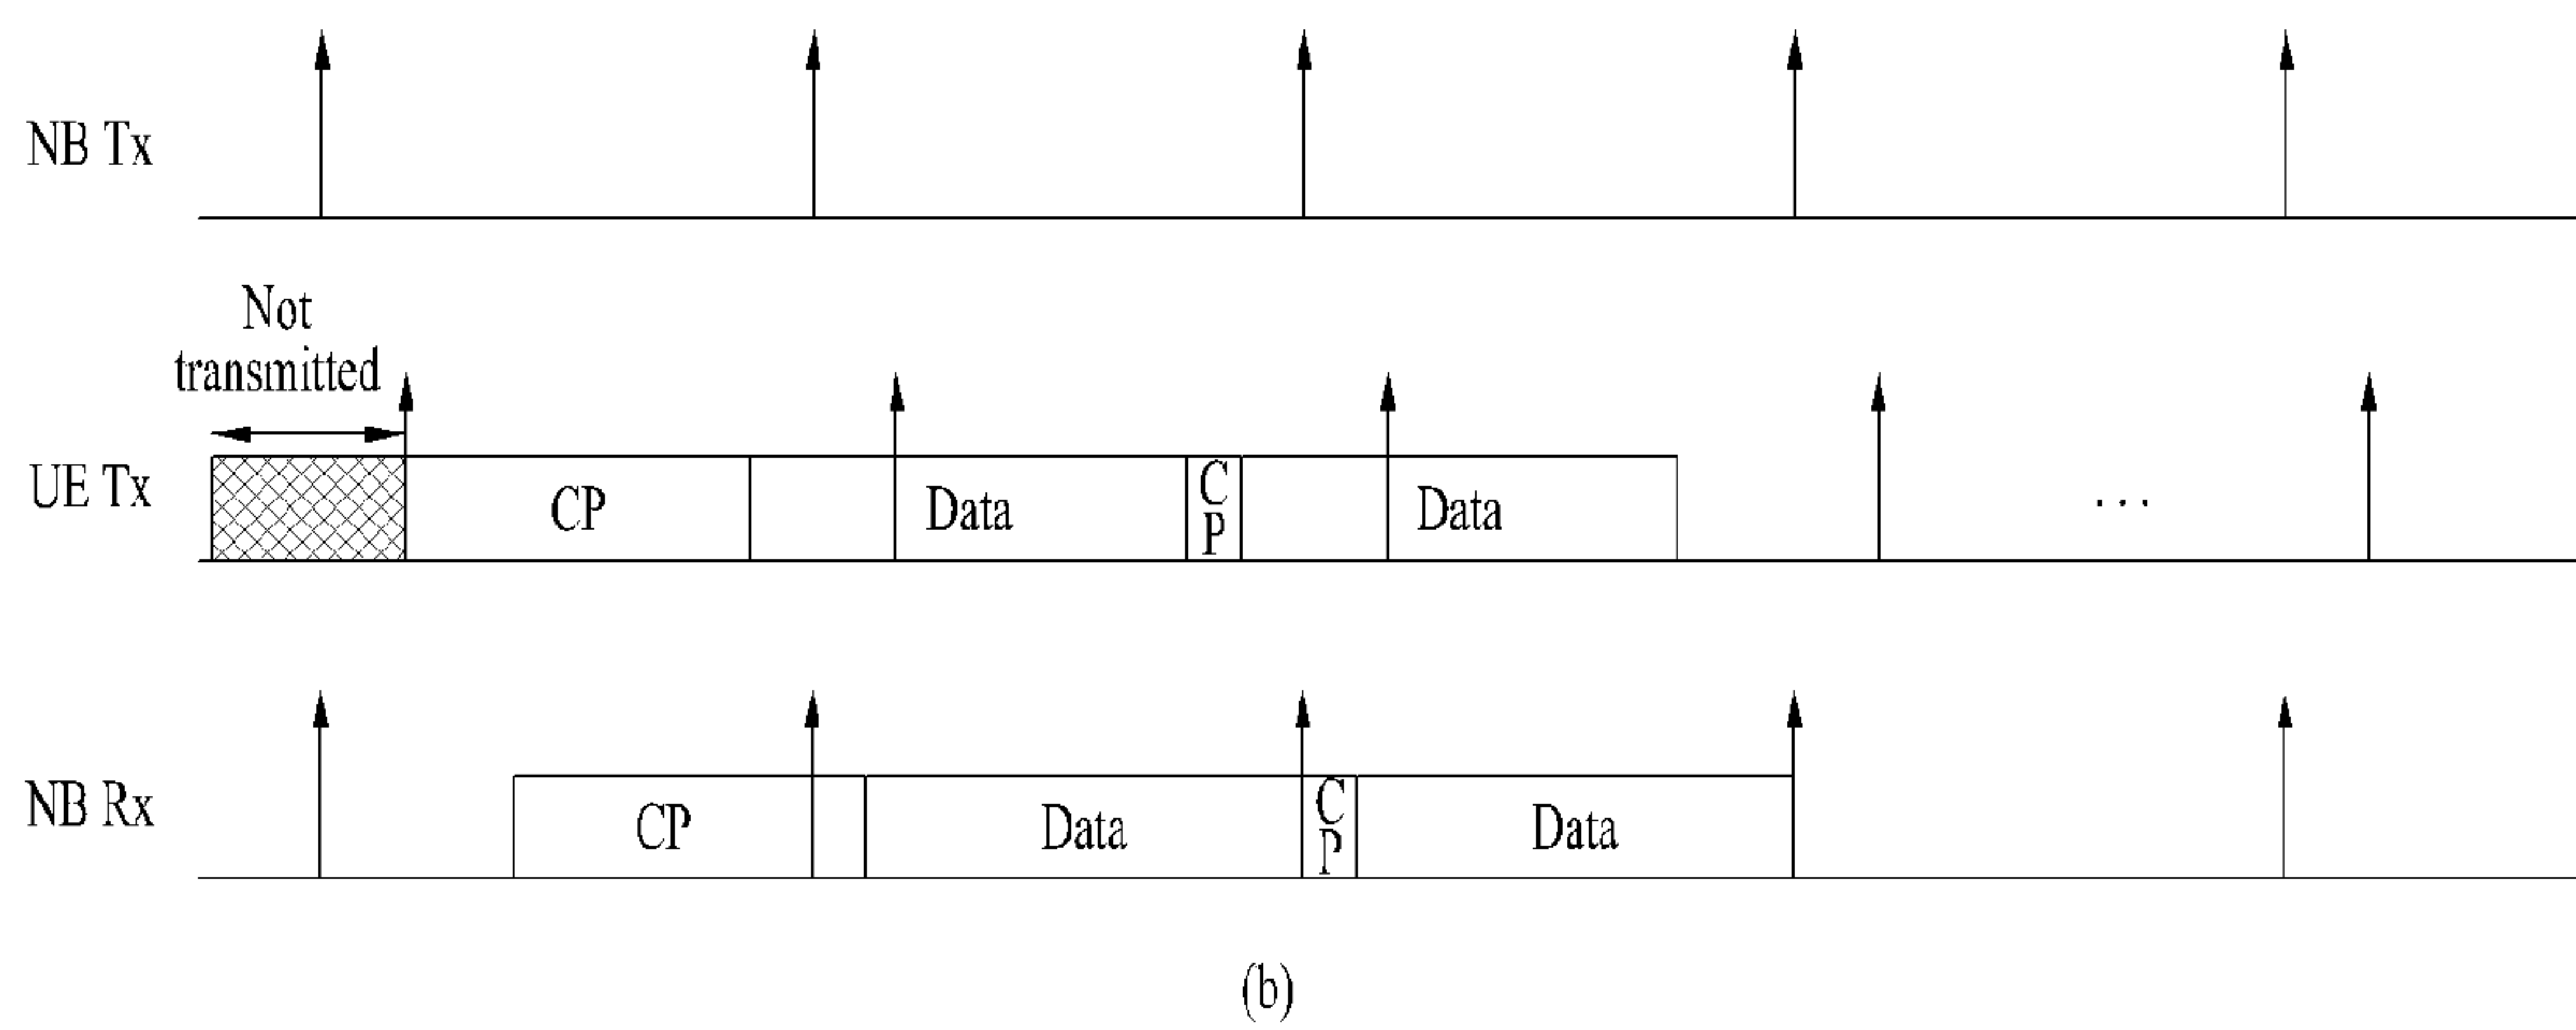 NB Tx
Not
transmitted
UE Tx
CP
Data
C
P
Data
...
NB Rx
CP
Data
C
P
Data
(b)